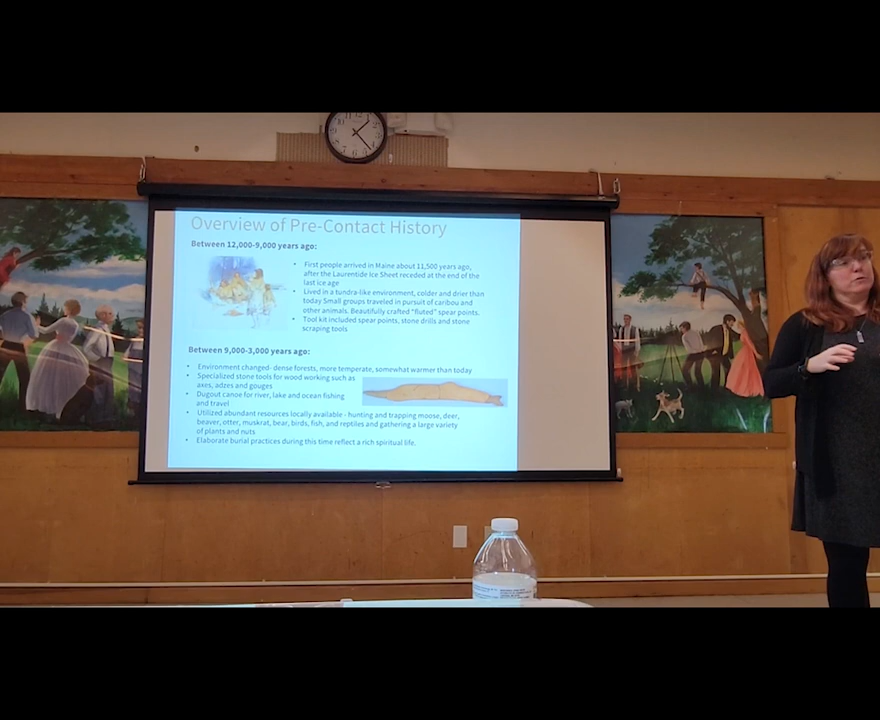 Overview of Pre-Contact History
Between 12,000-9,000 years ago:
• First people arrived in Maine about 11,500 years ago,
after the Laurentide Ice Sheet receded at the end of the
last ice age
• Lived in a tundra-like environment, colder and drier than
today Small groups traveled in pursuit of caribou and
other animals. Beautifully crafted "fluted" spear points.
• Tool kit included spear points, stone drills and stone
scraping tools
Between 9,000-3,000 years ago:
• Environment changed- dense forests, more temperate, somewhat warmer than today
• Specialized stone tools for wood working such as
axes, adzes and gouges
• Dugout canoe for river, lake and ocean fishing
and travel
• Utilized abundant resources locally available - hunting and trapping moose, deer,
beaver, otter, muskrat, bear, birds, fish, and reptiles and gathering a large variety
of plants and nuts
• Elaborate burial practices during this time reflect a rich spiritual life.